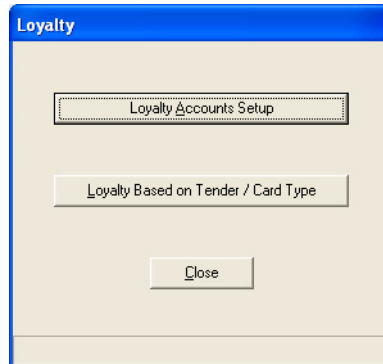 Loyalty
Loyalty Accounts Setup
Loyalty Based on Tender / Card Type
Close